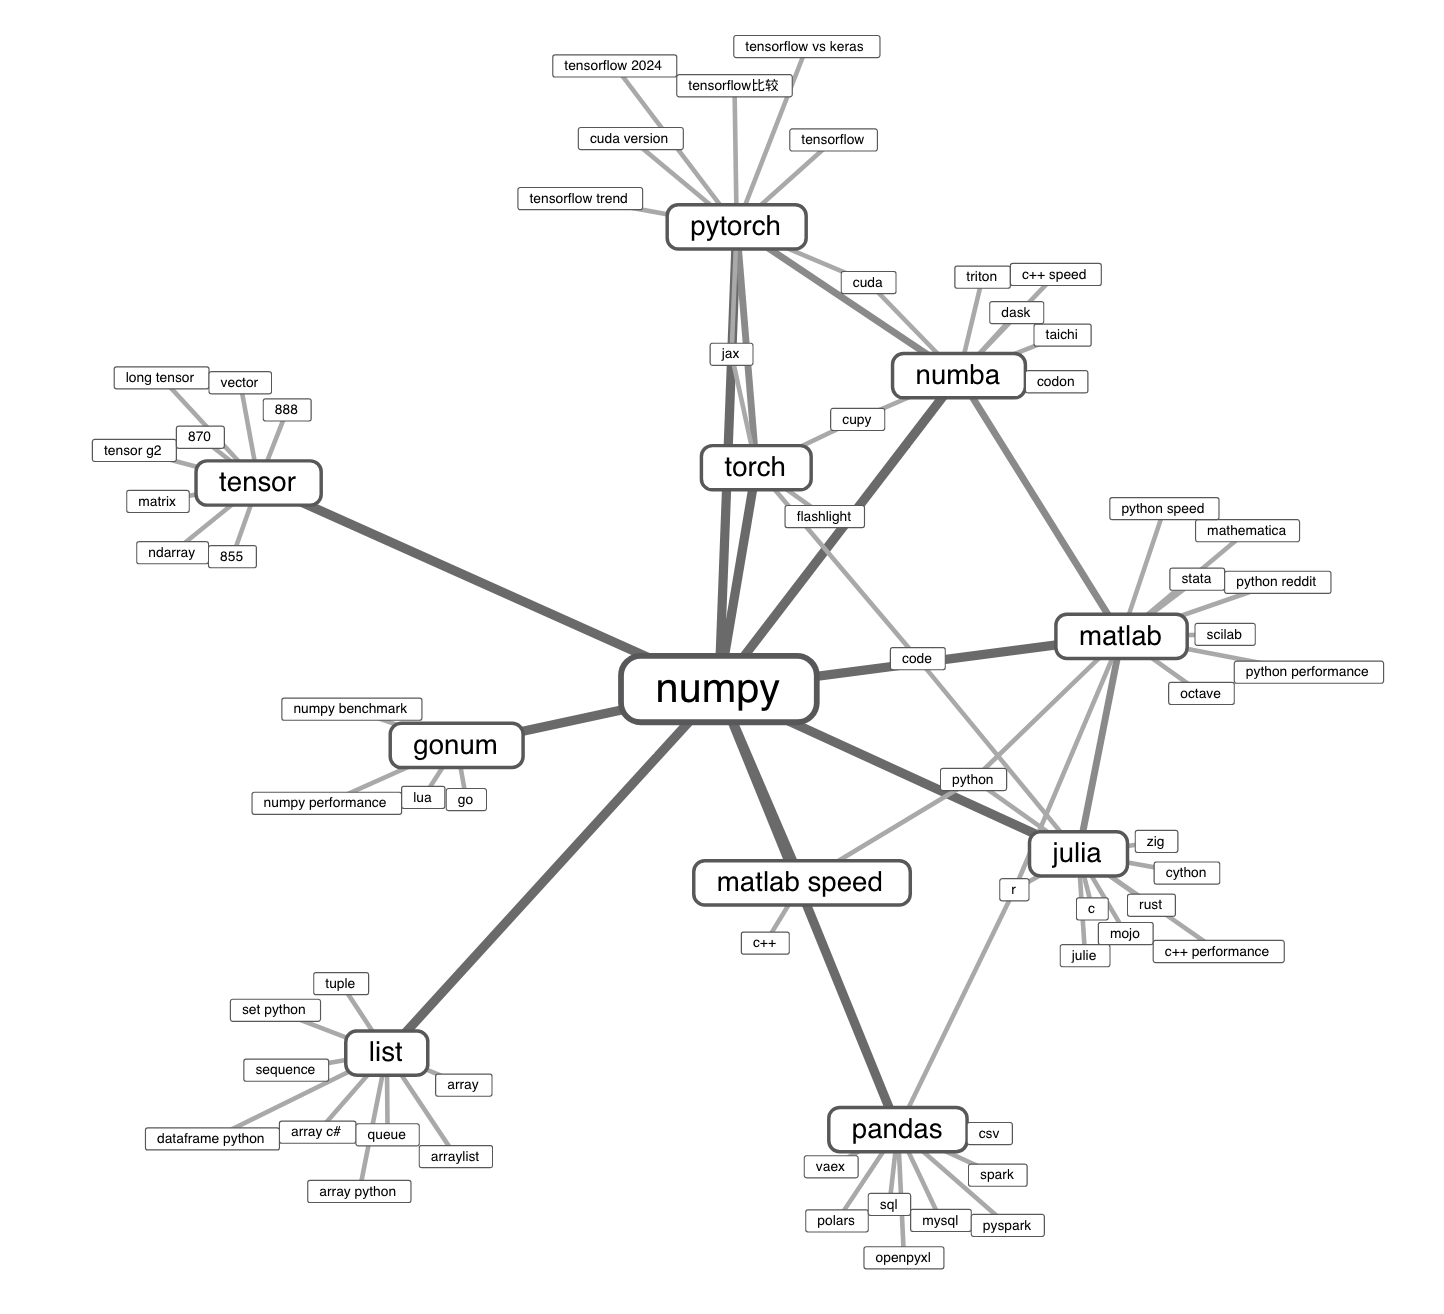 tensorflow vs keras
tensorflow 2024
tensorflow比较
cuda version
tensorflow
tensorflow trend
pytorch
cuda
triton
c++ speed
dask
taichi
jax
numba
codon
long tensor
vector
888
870
tensor g2
cupy
torch
tensor
matrix
flashlight
python speed
mathematica
ndarray
855
stata
python reddit
matlab
scilab
code
python performance
octave
numpy
numpy benchmark
gonum
python
numpy performance
lua
go
zig
julia
cython
matlab speed
r
c
rust
mojo
c++
julie
c++ performance
tuple
set python
list
sequence
array
dataframe python
array c#
queue
arraylist
array python
pandas
csv
vaex
spark
sql
polars
mysql
pyspark
openpyxl